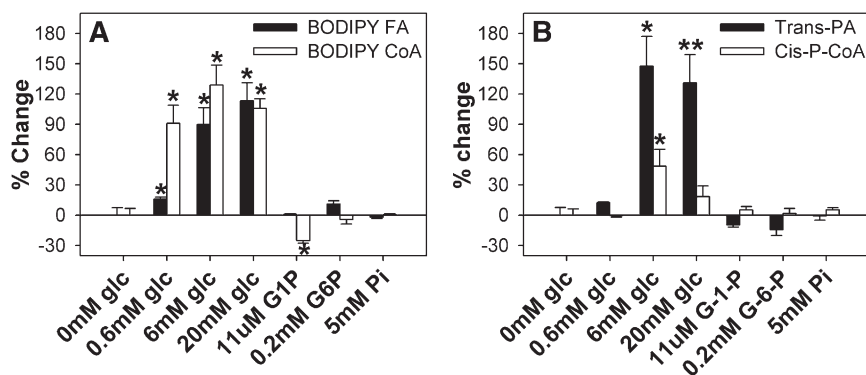 A
BODIPY FA
BODIPY CoA
% Change
180
150
120
90
60
30
0
-30
*
*
*
*
*
*
*
0mM glc
0.6mM glc
6mM glc
20mM glc
11uM G1P
0.2mM G6P
5mM Pi
B
Trans-PA
Cis-P-CoA
% change
180
150
120
90
60
30
0
-30
*
*
**
0mM glc
0.6mM glc
6mM glc
20mM glc
11uM G-1-P
0.2mM G-6-P
5mM Pi